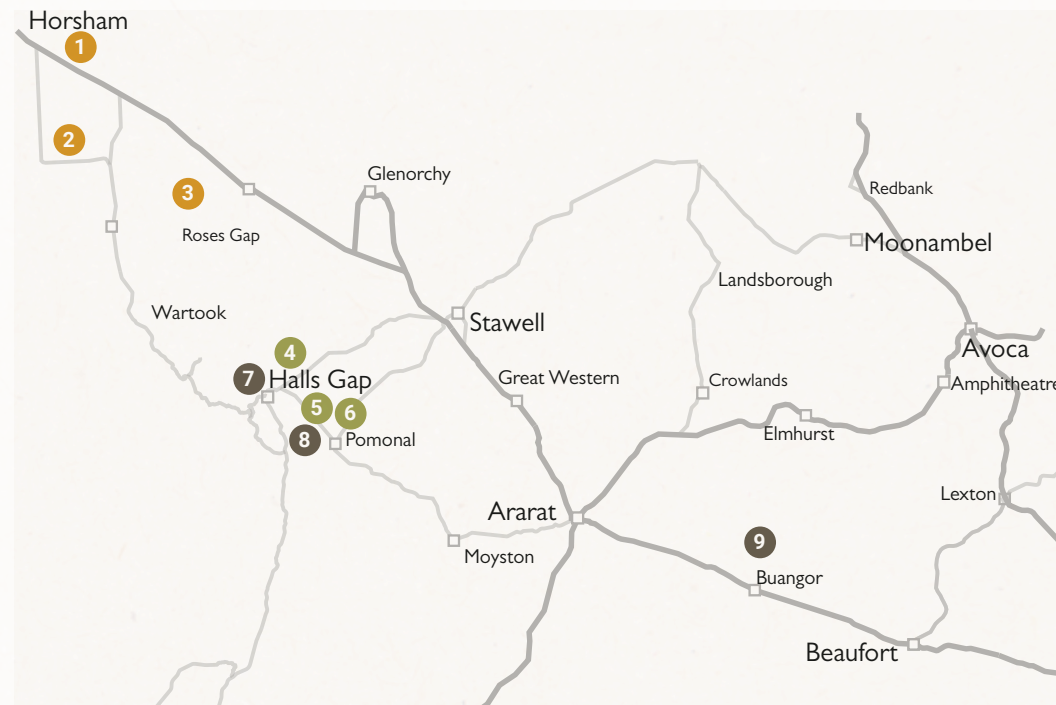 Horsham
1
2
Glenorchy
3
Redbank
Roses Gap
Moonambel
Landsborough
Wartook
Stawell
Avoca
4
7
Halls Gap
Great Western
Crowlands
Amphitheatre
5
6
8
Pomonal
Elmhurst
Lexton
Ararat
9
Moyston
Buangor
Beaufort